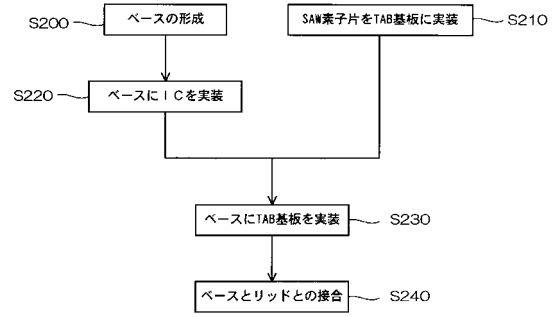 S200
ベースの形成
SAW素子片をTAB基板に実装
S210
S220
ベースにＩＣを実装
ベースにTAB基板を実装
S230
ベースとリッドとの接合
S240